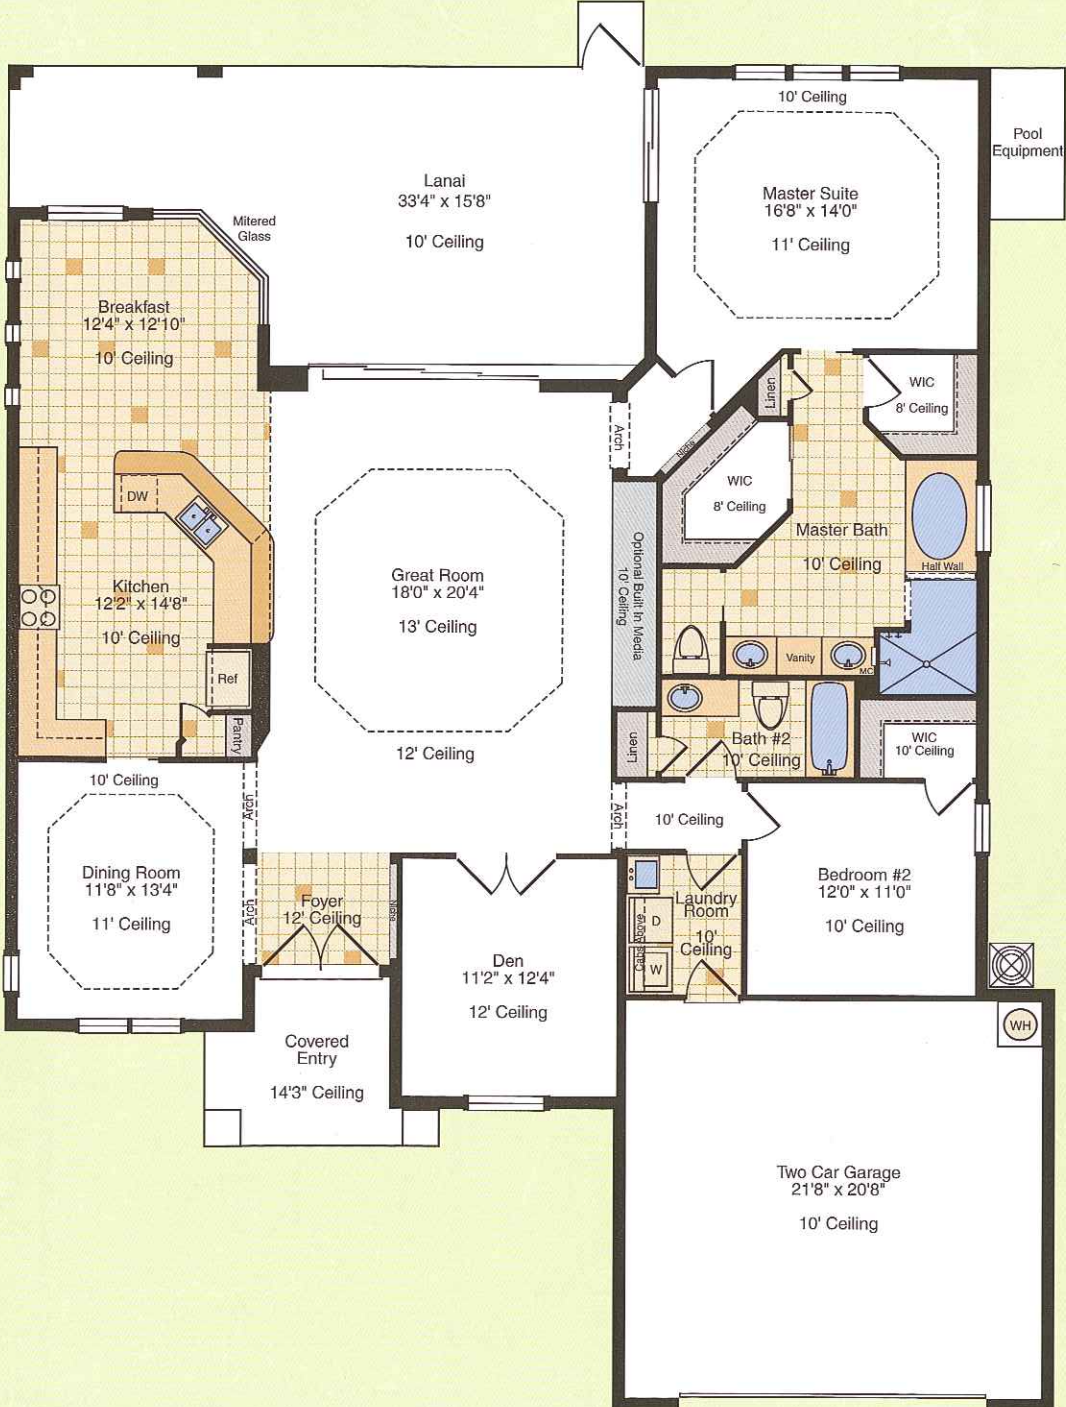 10' Ceiling
Pool
Equipment
Master Suite
16'8" x 14'0"
11' Ceiling
Lanai
33'4" x 15'8"
10' Ceiling
Mitered
Glass
Breakfast
12'4" x 12'10"
10' Ceiling
Linen
WIC
8' Ceiling
Arch
Niche
WIC
8' Ceiling
DW
Master Bath
10' Ceiling
Half Wall
Optional Built In Media
10' Ceiling
Great Room
18'0" x 20'4"
13' Ceiling
12' Ceiling
Kitchen
12'2" x 14'8"
10' Ceiling
Ref
Pantry
Vanity
MC
Linen
Bath #2
10' Ceiling
WIC
10' Ceiling
10' Ceiling
Arch
Arch
10' Ceiling
Dining Room
11'8" x 13'4"
11' Ceiling
Arch
Foyer
12' Ceiling
Niche
Laundry
Room
10'
Ceiling
D
Cabs Above
W
Bedroom #2
12'0" x 11'0"
10' Ceiling
Den
11'2" x 12'4"
12' Ceiling
Covered
Entry
14'3" Ceiling
WH
Two Car Garage
21'8" x 20'8"
10' Ceiling